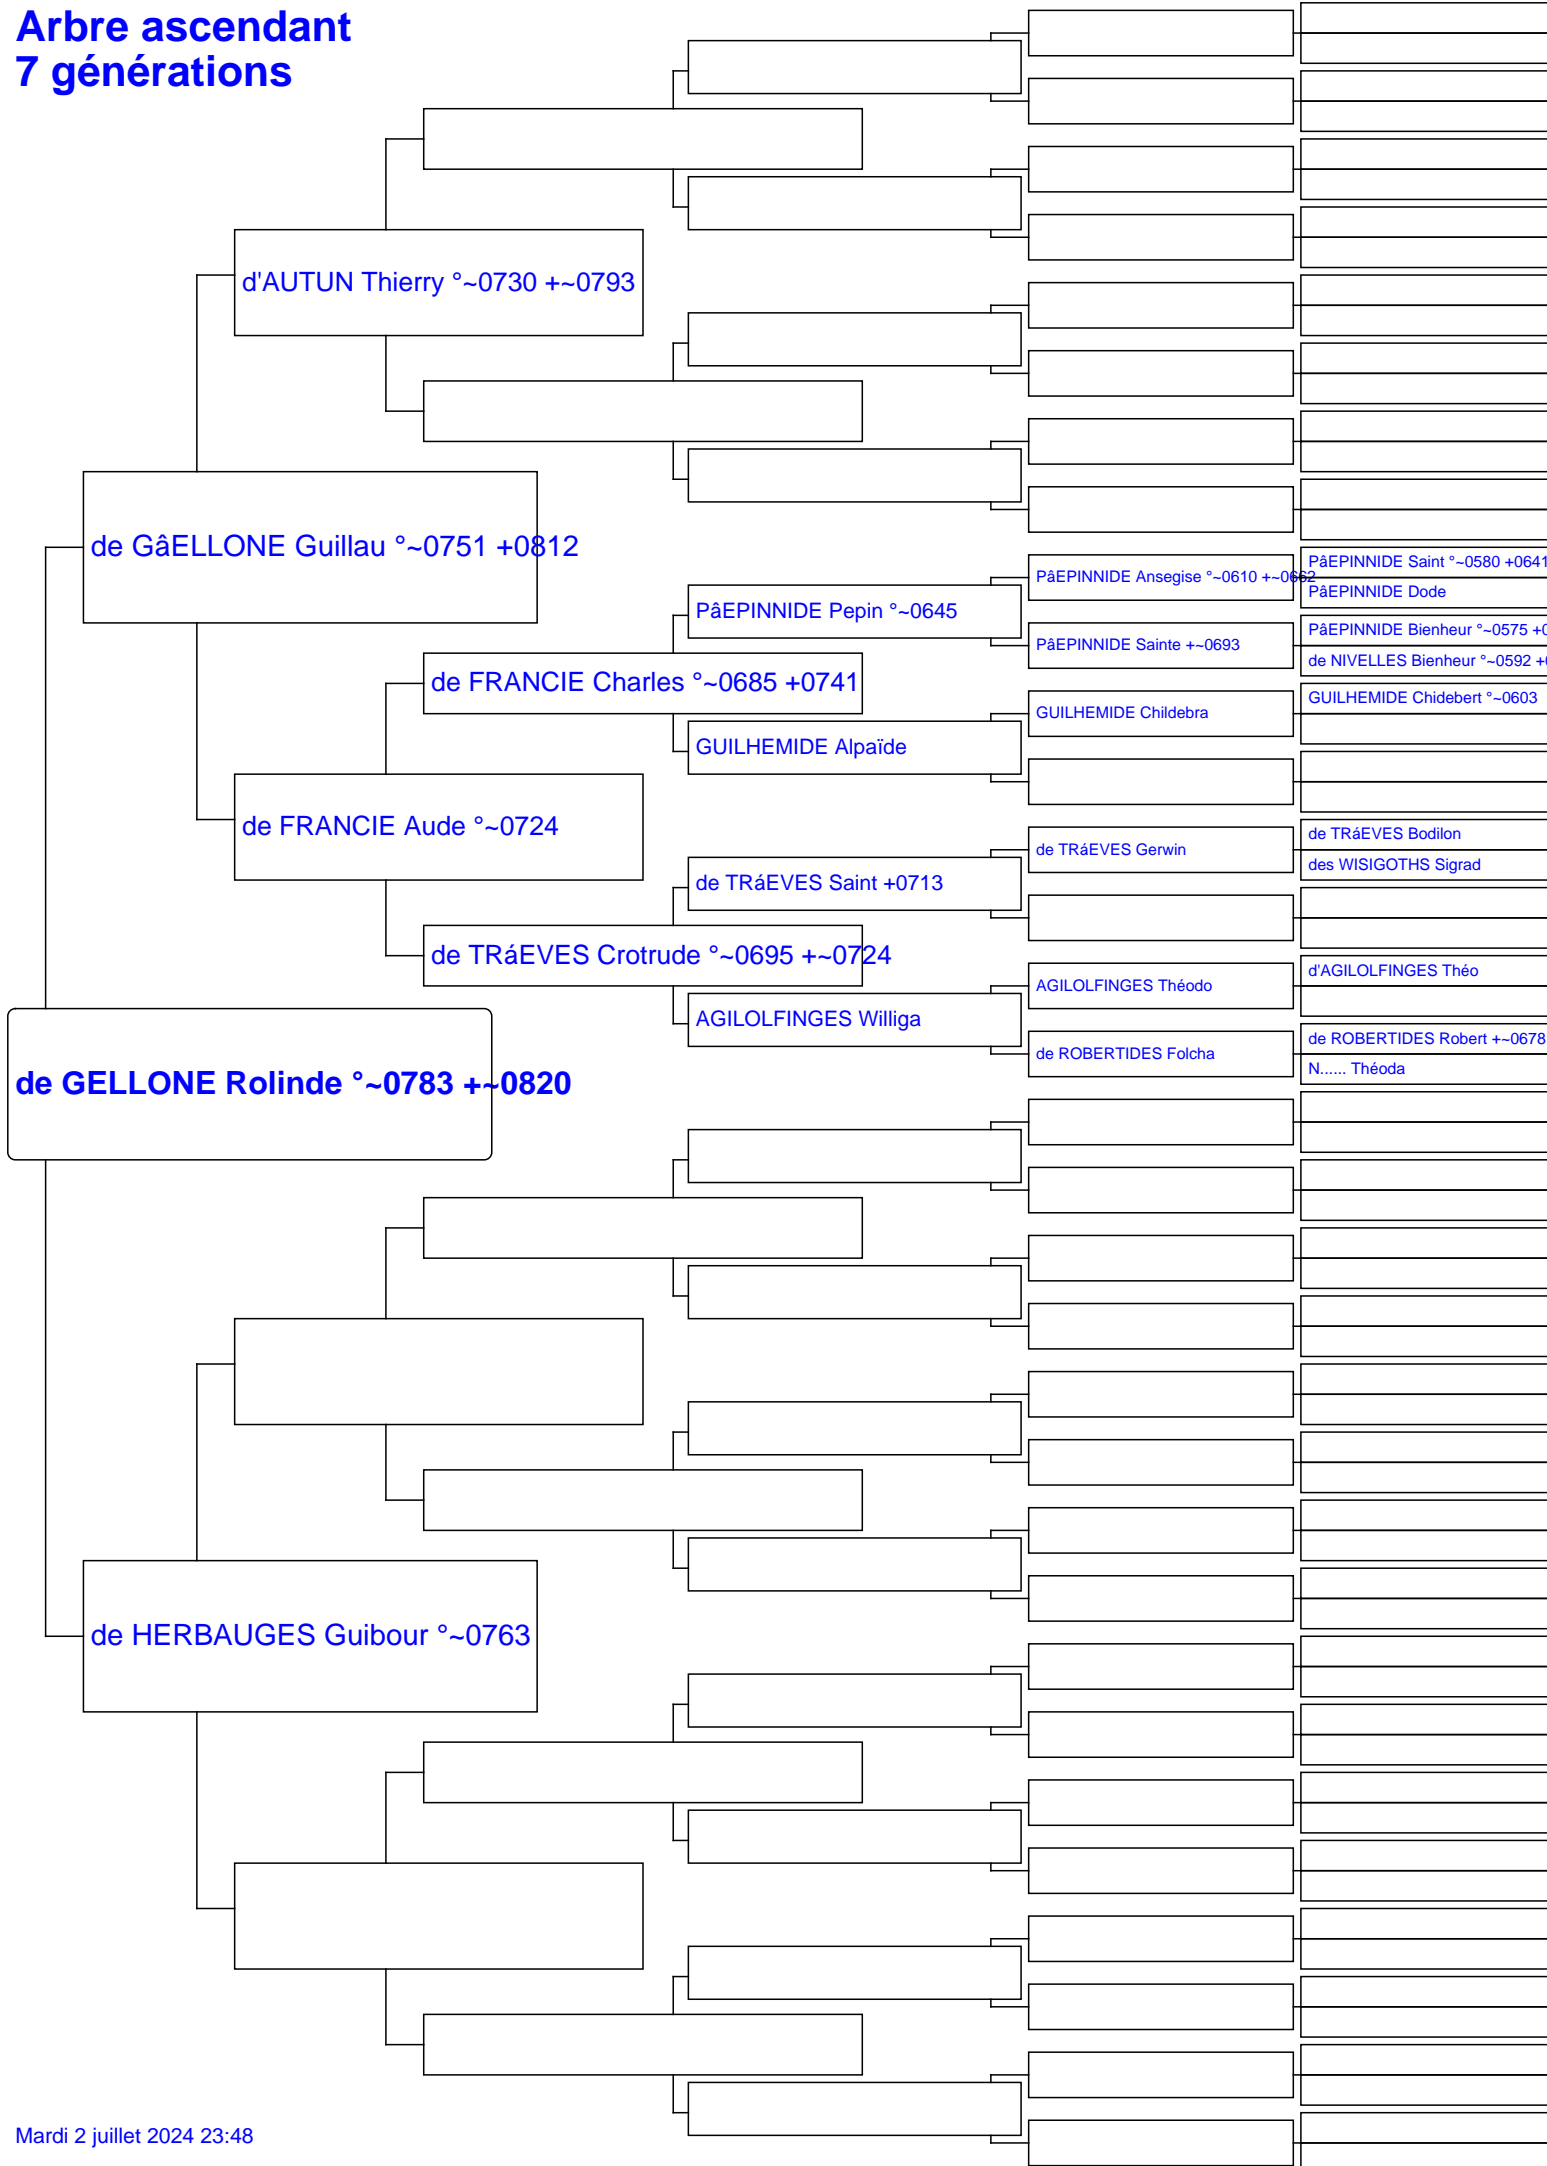 Arbre ascendant
7 générations
d'AUTUN Thierry °~0730 +~0793
de GâELLONE Guillau °~0751 +0812
PâEPINNIDE Saint °~0580 +0641
PâEPINNIDE Ansegise °~0610 +~0662
PâEPINNIDE Dode
PâEPINNIDE Pepin °~0645
PâEPINNIDE Bienheur °~0575 +0
PâEPINNIDE Sainte +~0693
de NIVELLES Bienheur °~0592 +
de FRANCIE Charles °~0685 +0741
GUILHEMIDE Chidebert °~0603
GUILHEMIDE Childebra
GUILHEMIDE Alpaïde
de FRANCIE Aude °~0724
de TRáEVES Bodilon
de TRáEVES Gerwin
des WISIGOTHS Sigrad
de TRáEVES Saint +0713
de TRáEVES Crotrude °~0695 +~0724
d'AGILOLFINGES Théo
AGILOLFINGES Théodo
AGILOLFINGES Williga
de ROBERTIDES Robert +~0678
de ROBERTIDES Folcha
N...... Théoda
de GELLONE Rolinde °~0783 +~0820
de HERBAUGES Guibour °~0763
Mardi 2 juillet 2024 23:48